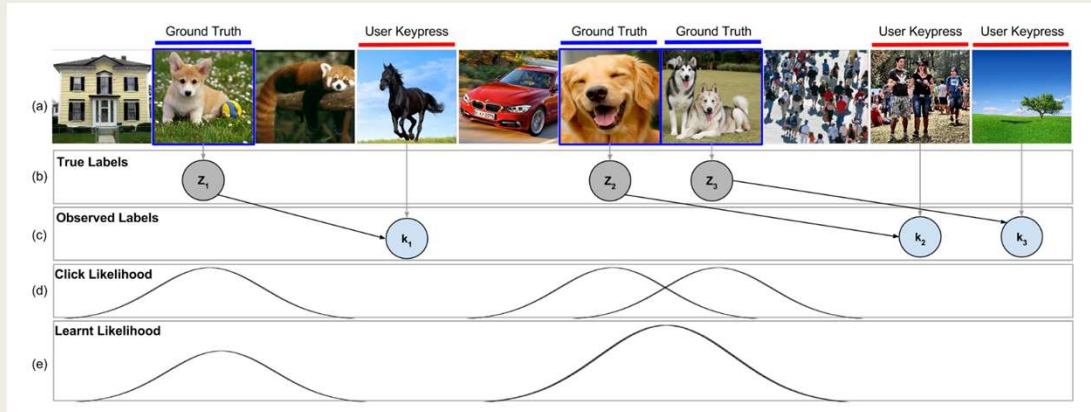 Ground Truth
User Keypress
Ground Truth
Ground Truth
User Keypress
User Keypress
(a)
True Labels
(b)
Z1
Z2
Z3
Observed Labels
(c)
k1
k2
k3
Click Likelihood
(d)
Learnt Likelihood
(e)